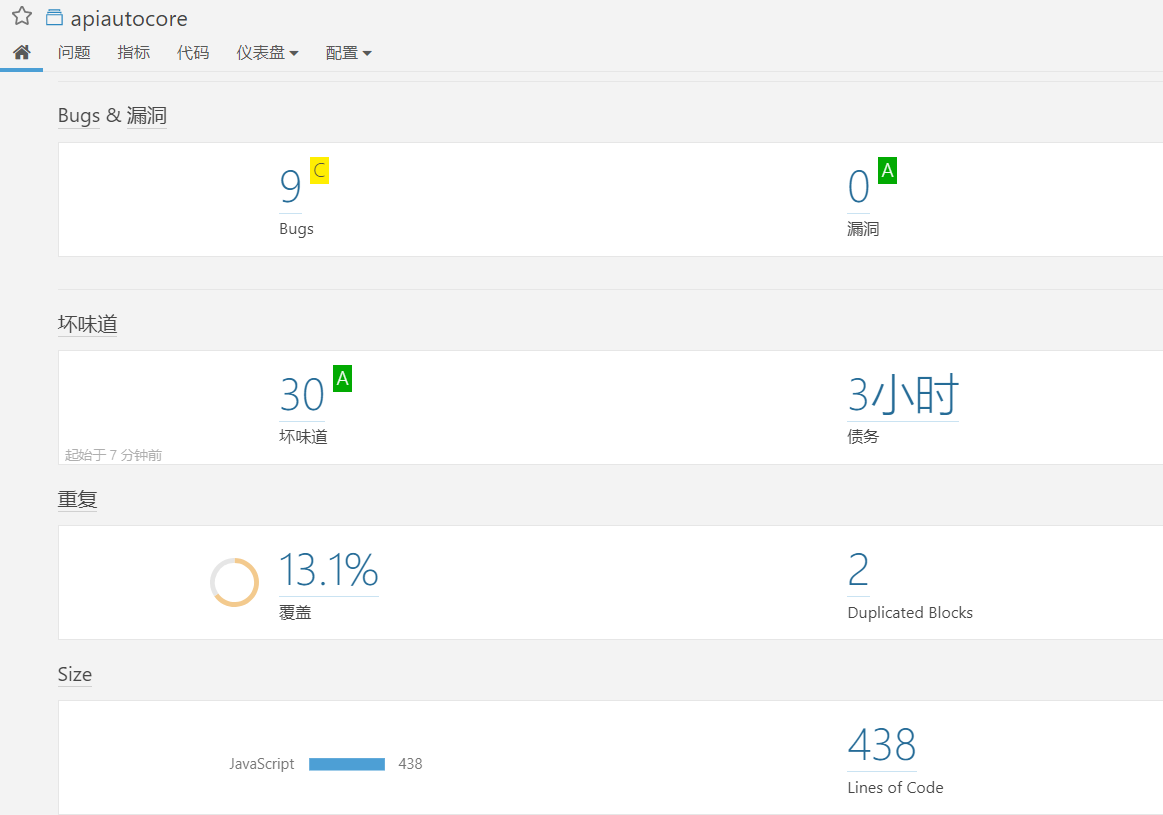 apiautocore
问题 指标 代码 仪表盘 配置
Bugs & 漏洞
9 C 0 A
Bugs 漏洞
坏味道
30 A 3小时
坏味道 债务
起始于 7 分钟前
重复
13.1% 2
覆盖 Duplicated Blocks
Size
438
JavaScript 438
Lines of Code